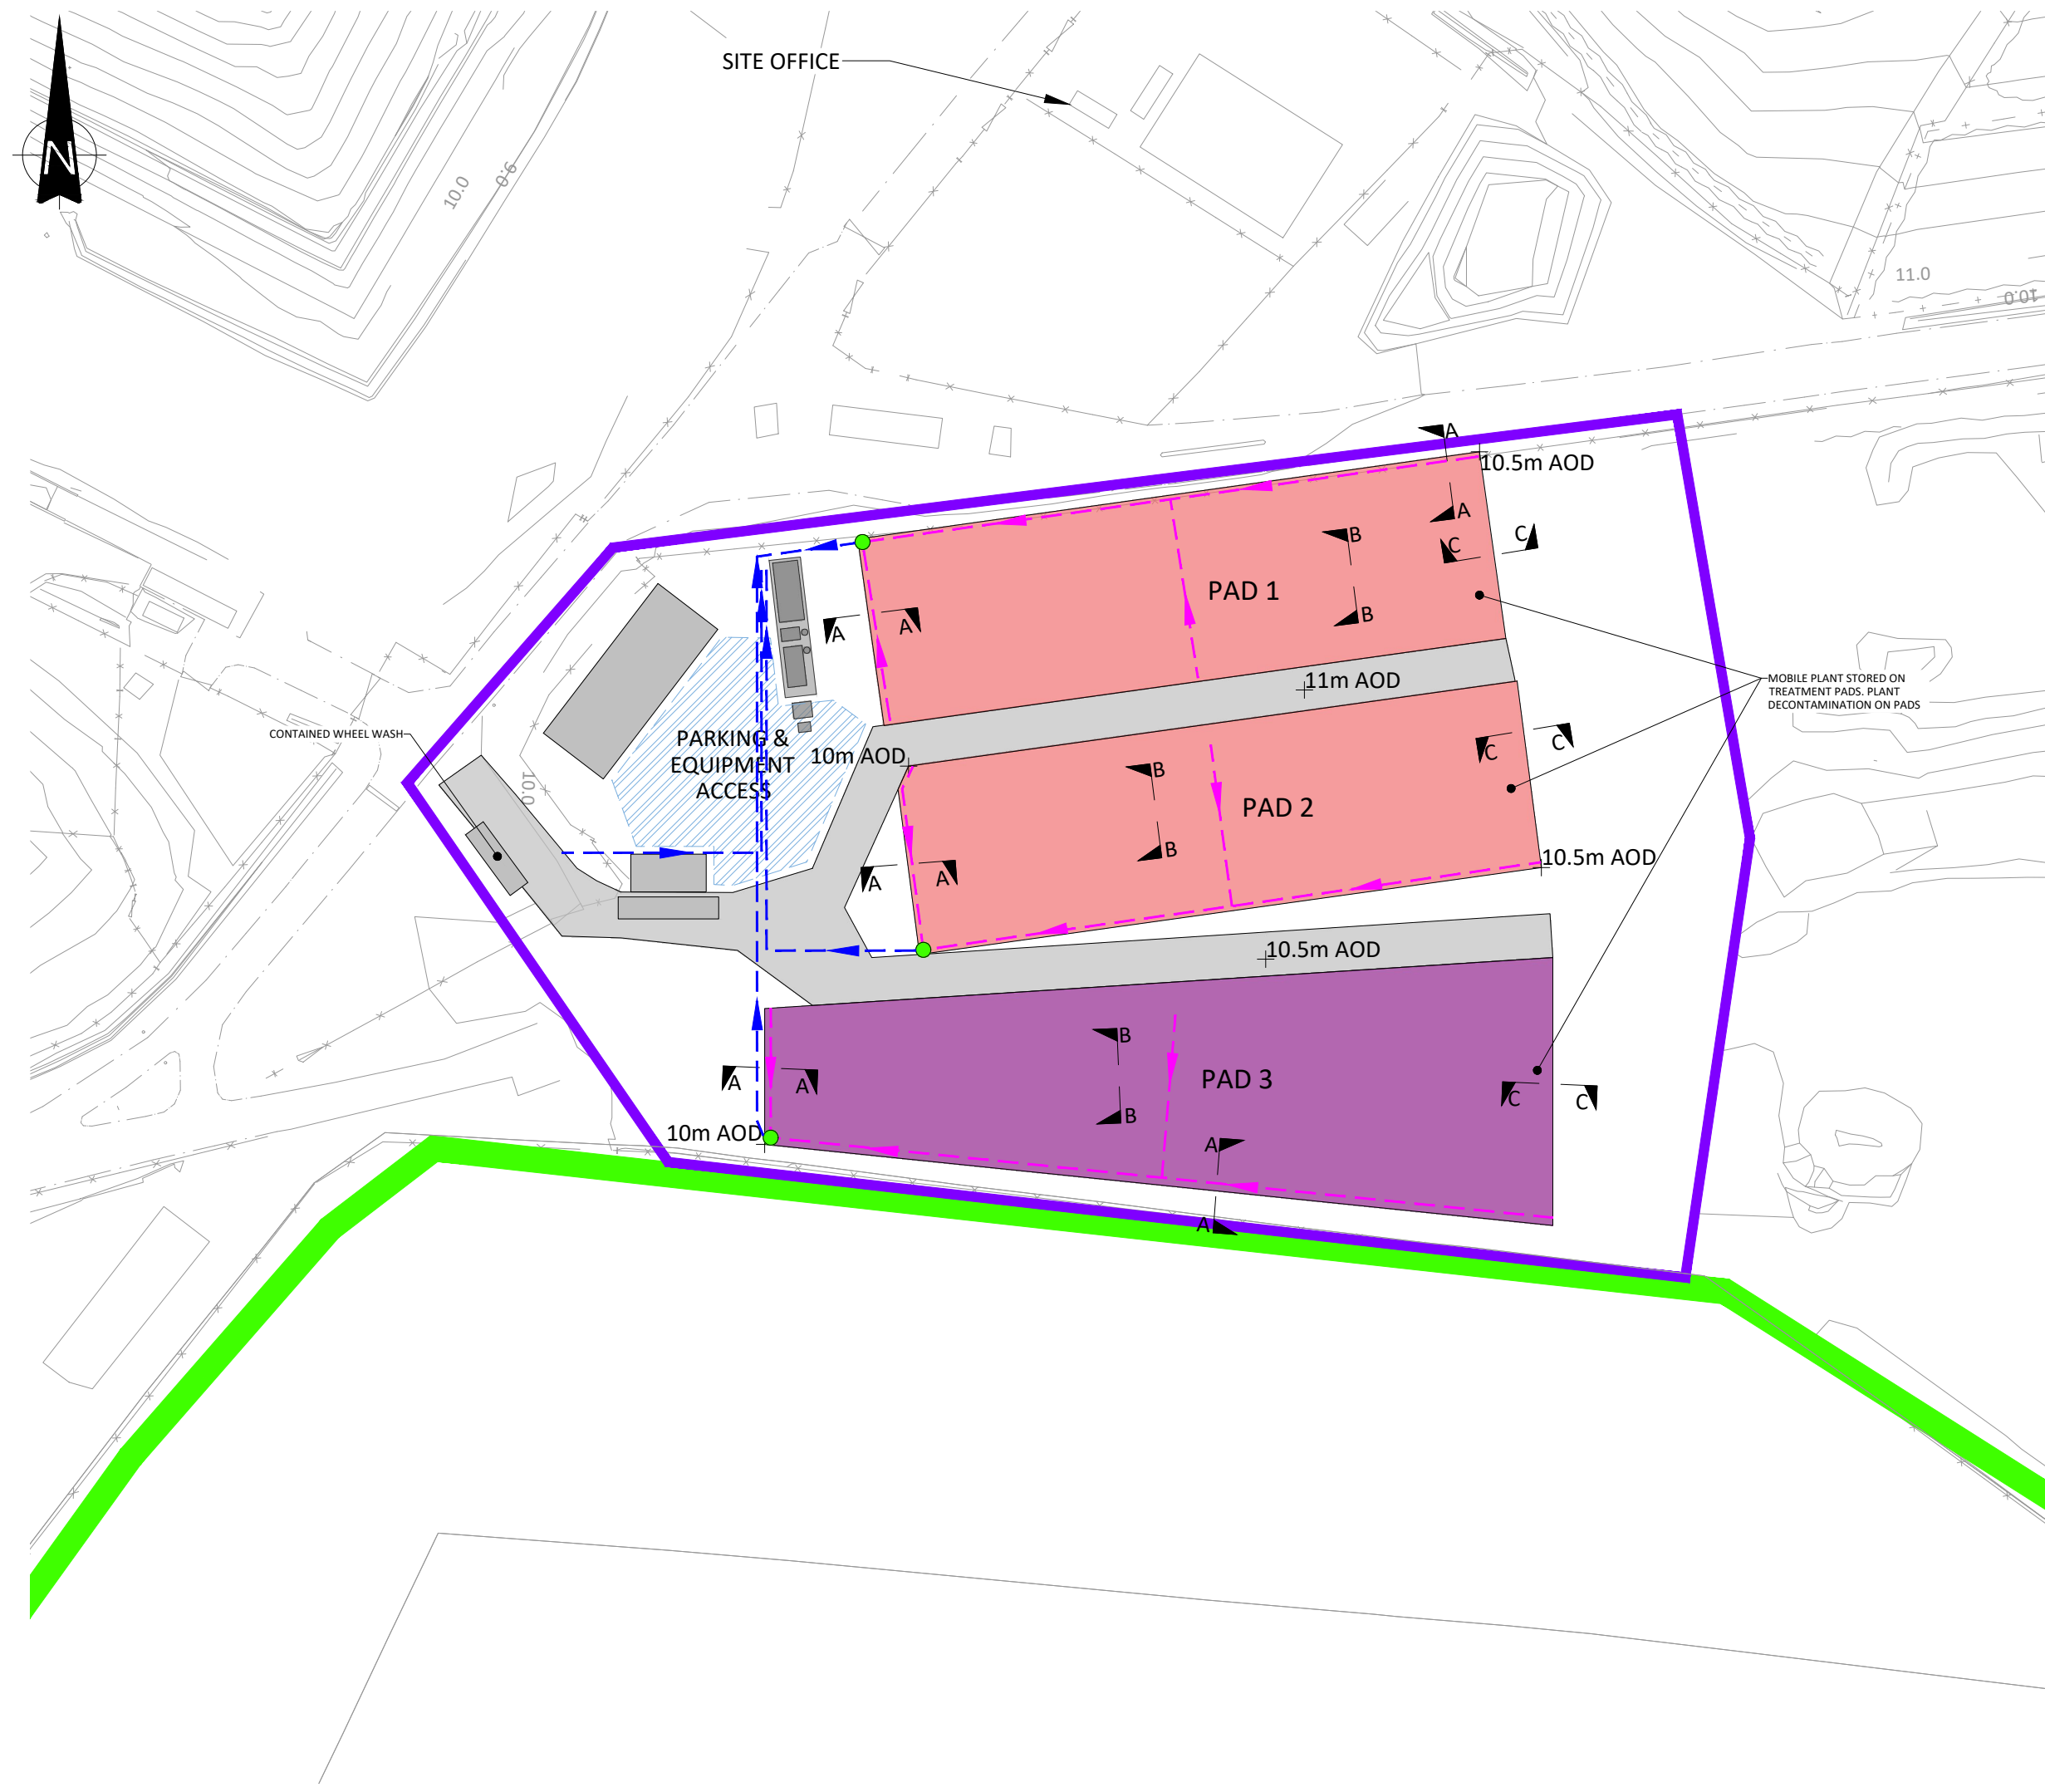 SITE OFFICE
N
10.0
9.0
11.0
10.0
A
10.5m AOD
A
B
C
C
PAD 1
B
A
A
11m AOD
MOBILE PLANT STORED ON
TREATMENT PADS. PLANT
DECONTAMINATION ON PADS
CONTAINED WHEEL WASH
PARKING &
EQUIPMENT
ACCESS
10m AOD
10.0
C
C
B
PAD 2
B
10.5m AOD
A
A
10.5m AOD
B
PAD 3
A
A
C
C
B
10m AOD
A
A